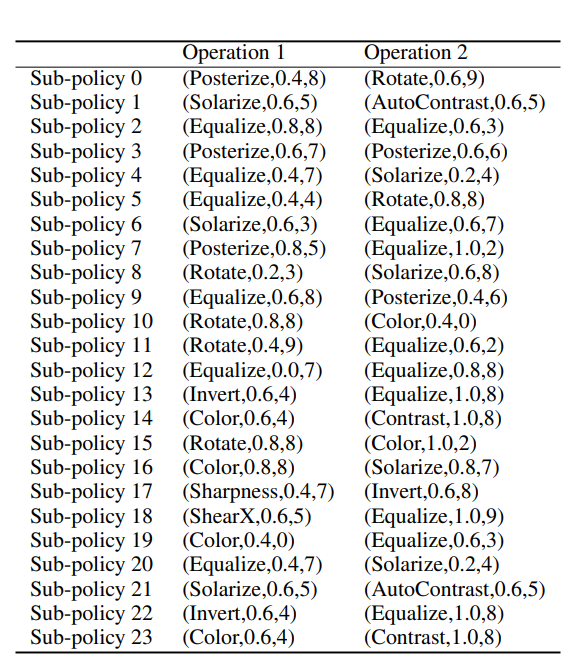 Operation 1 Operation 2
Sub-policy 0 (Posterize,0.4,8) (Rotate,0.6,9)
Sub-policy 1 (Solarize,0.6,5) (AutoContrast,0.6,5)
Sub-policy 2 (Equalize,0.8,8) (Equalize,0.6,3)
Sub-policy 3 (Posterize,0.6,7) (Posterize,0.6,6)
Sub-policy 4 (Equalize,0.4,7) (Solarize,0.2,4)
Sub-policy 5 (Equalize,0.4,4) (Rotate,0.8,8)
Sub-policy 6 (Solarize,0.6,3) (Equalize,0.6,7)
Sub-policy 7 (Posterize,0.8,5) (Equalize,1.0,2)
Sub-policy 8 (Rotate,0.2,3) (Solarize,0.6,8)
Sub-policy 9 (Equalize,0.6,8) (Posterize,0.4,6)
Sub-policy 10 (Rotate,0.8,8) (Color,0.4,0)
Sub-policy 11 (Rotate,0.4,9) (Equalize,0.6,2)
Sub-policy 12 (Equalize,0.0,7) (Equalize,0.8,8)
Sub-policy 13 (Invert,0.6,4) (Equalize,1.0,8)
Sub-policy 14 (Color,0.6,4) (Contrast,1.0,8)
Sub-policy 15 (Rotate,0.8,8) (Color,1.0,2)
Sub-policy 16 (Color,0.8,8) (Solarize,0.8,7)
Sub-policy 17 (Sharpness,0.4,7) (Invert,0.6,8)
Sub-policy 18 (ShearX,0.6,5) (Equalize,1.0,9)
Sub-policy 19 (Color,0.4,0) (Equalize,0.6,3)
Sub-policy 20 (Equalize,0.4,7) (Solarize,0.2,4)
Sub-policy 21 (Solarize,0.6,5) (AutoContrast,0.6,5)
Sub-policy 22 (Invert,0.6,4) (Equalize,1.0,8)
Sub-policy 23 (Color,0.6,4) (Contrast,1.0,8)